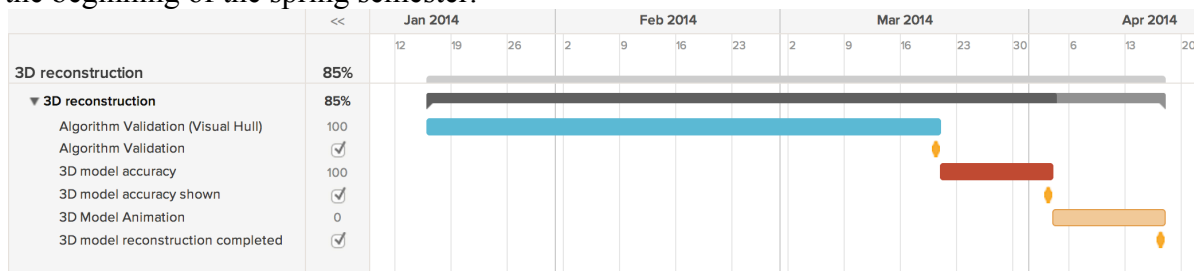 the beginning of the spring semester.
<< Jan 2014 Feb 2014 Mar 2014 Apr 2014
12 19 26 2 9 16 23 2 9 16 23 30 6 13 20
3D reconstruction 85%
3D reconstruction 85%
Algorithm Validation (Visual Hull) 100
Algorithm Validation
3D model accuracy 100
3D model accuracy shown
3D Model Animation 0
3D model reconstruction completed